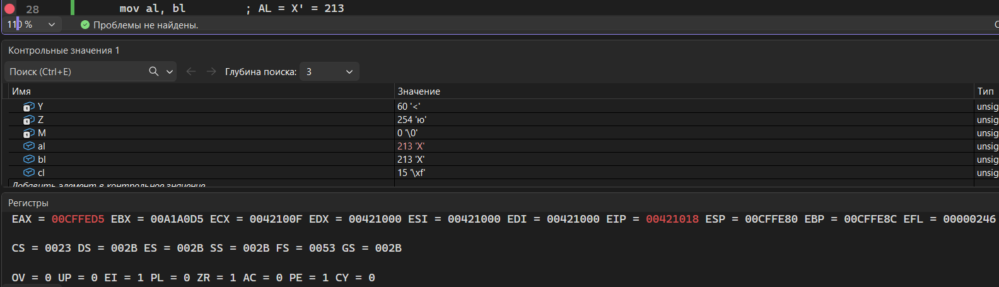 28 mov al, bl ; AL = X' = 213
110 % Проблемы не найдены.
Контрольные значения 1
Поиск (Ctrl+E) Глубина поиска: 3
Имя Значение Тип
Y 60 '<' unsig
Z 254 'ю' unsig
M 0 '\0' unsig
al 213 'Х' unsig
bl 213 'Х' unsig
cl 15 '\xf' unsig
Добавить элемент в контрольное значение
Регистры
EAX = 00CFFED5 EBX = 00A1A0D5 ECX = 0042100F EDX = 00421000 ESI = 00421000 EDI = 00421000 EIP = 00421018 ESP = 00CFFE80 EBP = 00CFFE8C EFL = 00000246
CS = 0023 DS = 002B ES = 002B SS = 002B FS = 0053 GS = 002B
OV = 0 UP = 0 EI = 1 PL = 0 ZR = 1 AC = 0 PE = 1 CY = 0